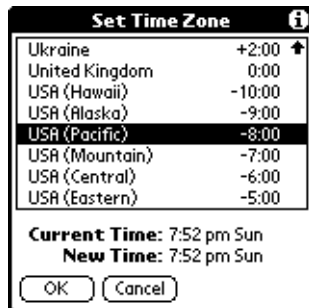 Set Time Zone i
Ukraine +2:00
United Kingdom 0:00
USA (Hawaii) -10:00
USA (Alaska) -9:00
USA (Pacific) -8:00
USA (Mountain) -7:00
USA (Central) -6:00
USA (Eastern) -5:00
Current Time: 7:52 pm Sun
New Time: 7:52 pm Sun
OK Cancel